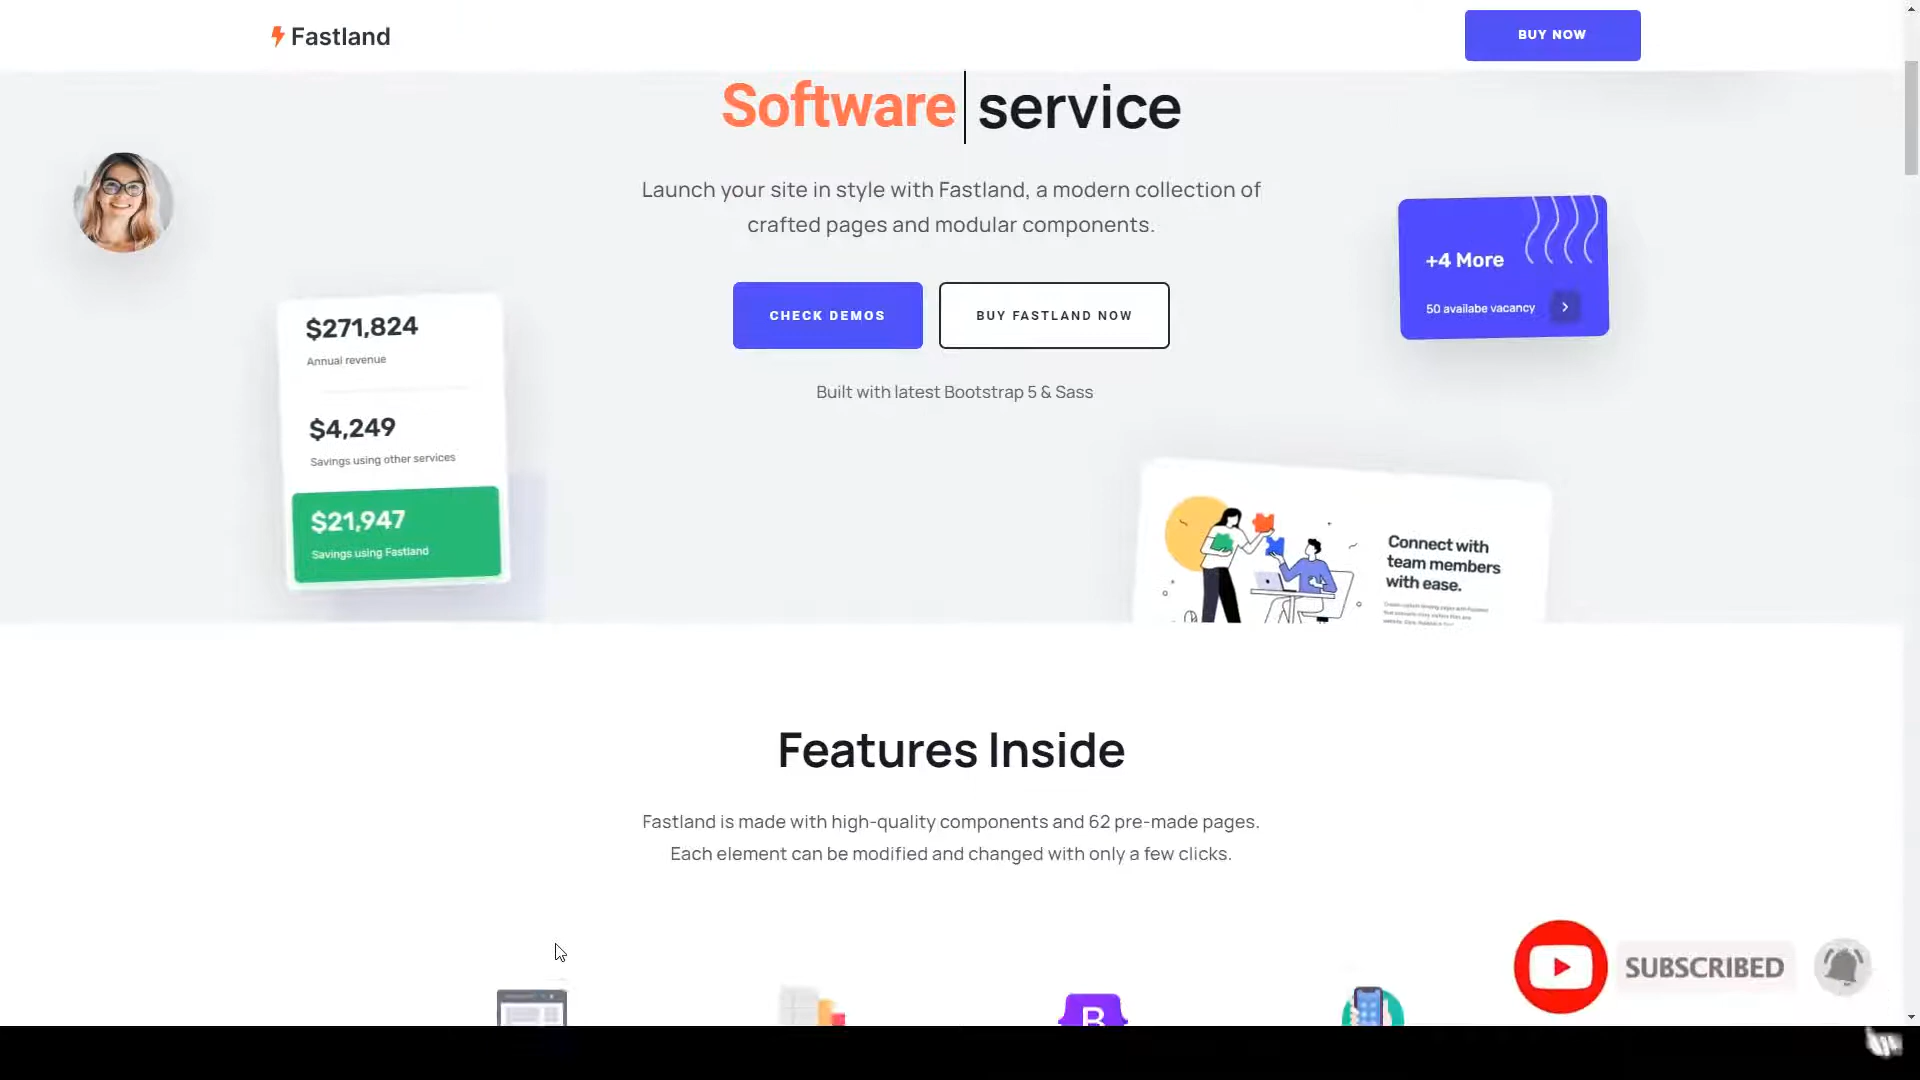 Fastland
BUY NOW
Software service
Launch your site in style with Fastland, a modern collection of
crafted pages and modular components.
CHECK DEMOS
BUY FASTLAND NOW
Built with latest Bootstrap 5 & Sass
$271,824
Annual revenue
$4,249
Savings using other services
$21,947
Savings using Fastland
+4 More
50 availabe vacancy
Connect with
team members
with ease.
Features Inside
Fastland is made with high-quality components and 62 pre-made pages.
Each element can be modified and changed with only a few clicks.
B
SUBSCRIBED